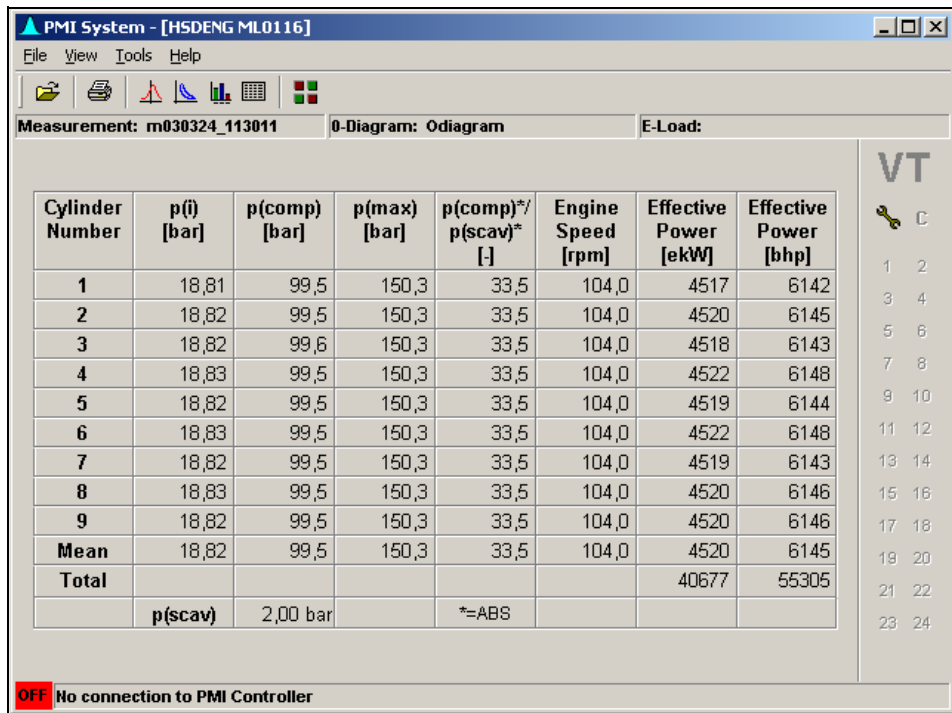 PMI System - [HSDENG ML0116]
File View Tools Help
Measurement: m030324_113011 0-Diagram: Odiagram E-Load:
VT
Cylinder Number p(i) [bar] p(comp) [bar] p(max) [bar] p(comp)*/ p(scav)* [-] Engine Speed [rpm] Effective Power [ekW] Effective Power [bhp]
1 18,81 99,5 150,3 33,5 104,0 4517 6142
2 18,82 99,5 150,3 33,5 104,0 4520 6145
3 18,82 99,6 150,3 33,5 104,0 4518 6143
4 18,83 99,5 150,3 33,5 104,0 4522 6148
5 18,82 99,5 150,3 33,5 104,0 4519 6144
6 18,83 99,5 150,3 33,5 104,0 4522 6148
7 18,82 99,5 150,3 33,5 104,0 4519 6143
8 18,83 99,5 150,3 33,5 104,0 4520 6146
9 18,82 99,5 150,3 33,5 104,0 4520 6146
Mean 18,82 99,5 150,3 33,5 104,0 4520 6145
Total 40677 55305
p(scav) 2,00 bar *=ABS
C
1 2
3 4
5 6
7 8
9 10
11 12
13 14
15 16
17 18
19 20
21 22
23 24
OFF No connection to PMI Controller